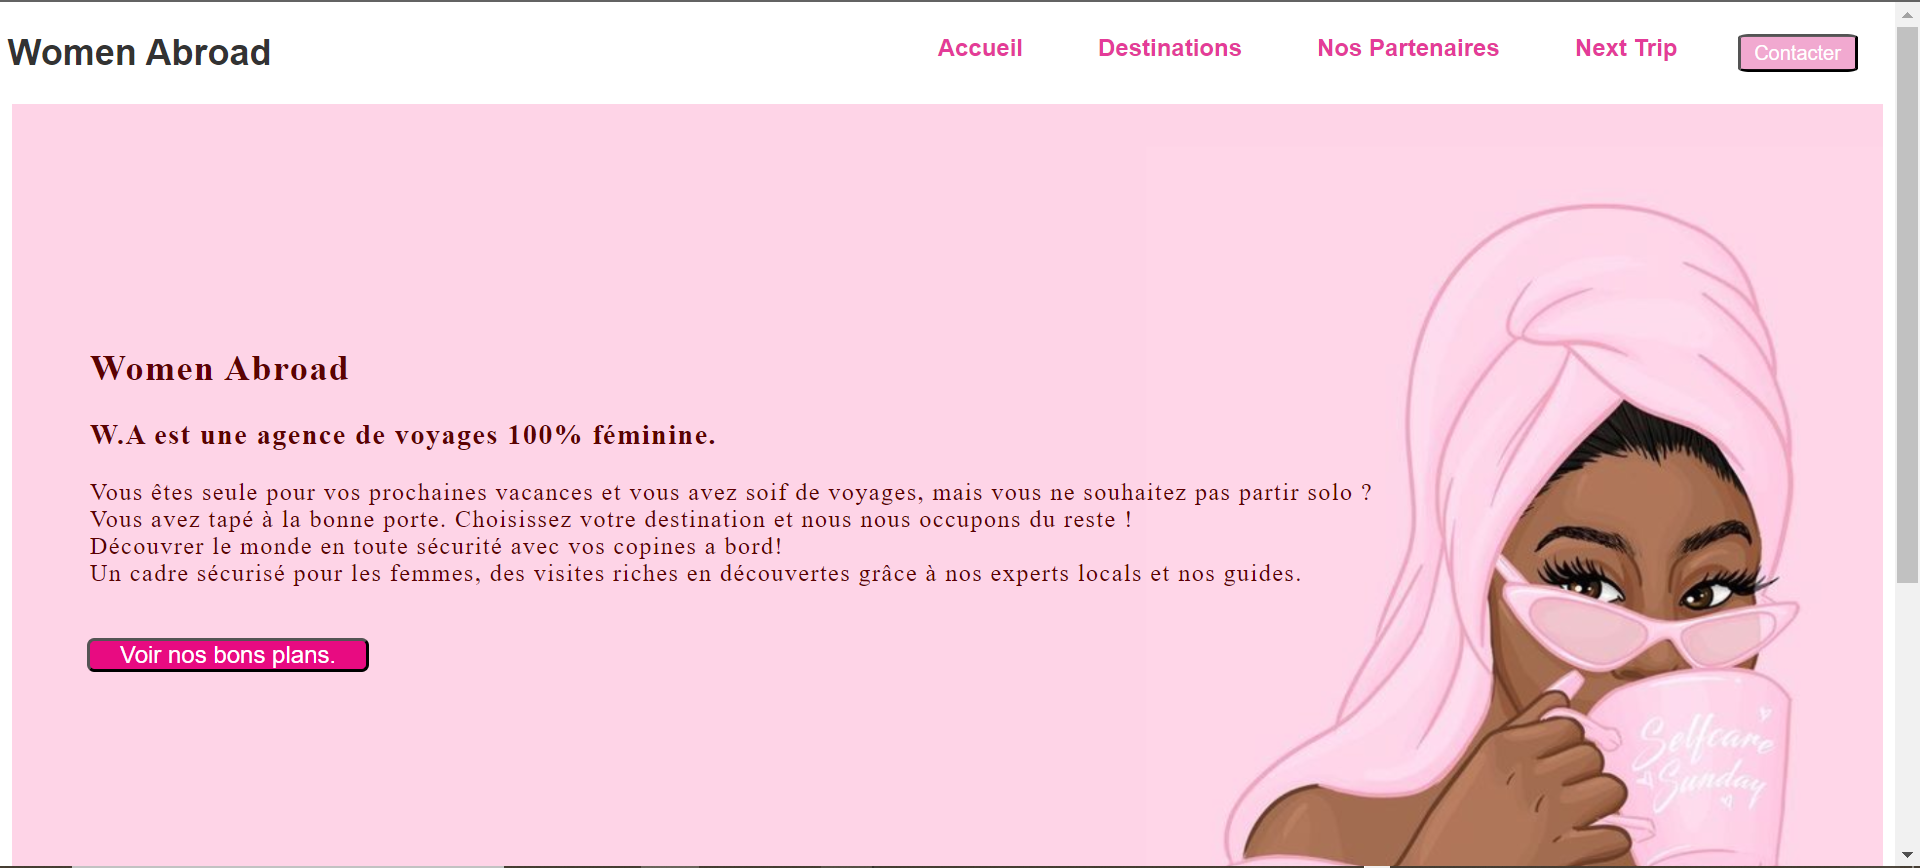 Women Abroad
Accueil
Destinations
Nos Partenaires
Next Trip
Contacter
Women Abroad
W.A est une agence de voyages 100% féminine.
Vous êtes seule pour vos prochaines vacances et vous avez soif de voyages, mais vous ne souhaitez pas partir solo ?
Vous avez tapé à la bonne porte. Choisissez votre destination et nous nous occupons du reste !
Découvrer le monde en toute sécurité avec vos copines a bord!
Un cadre sécurisé pour les femmes, des visites riches en découvertes grâce à nos experts locals et nos guides.
Voir nos bons plans.
Selfcare
Sunday